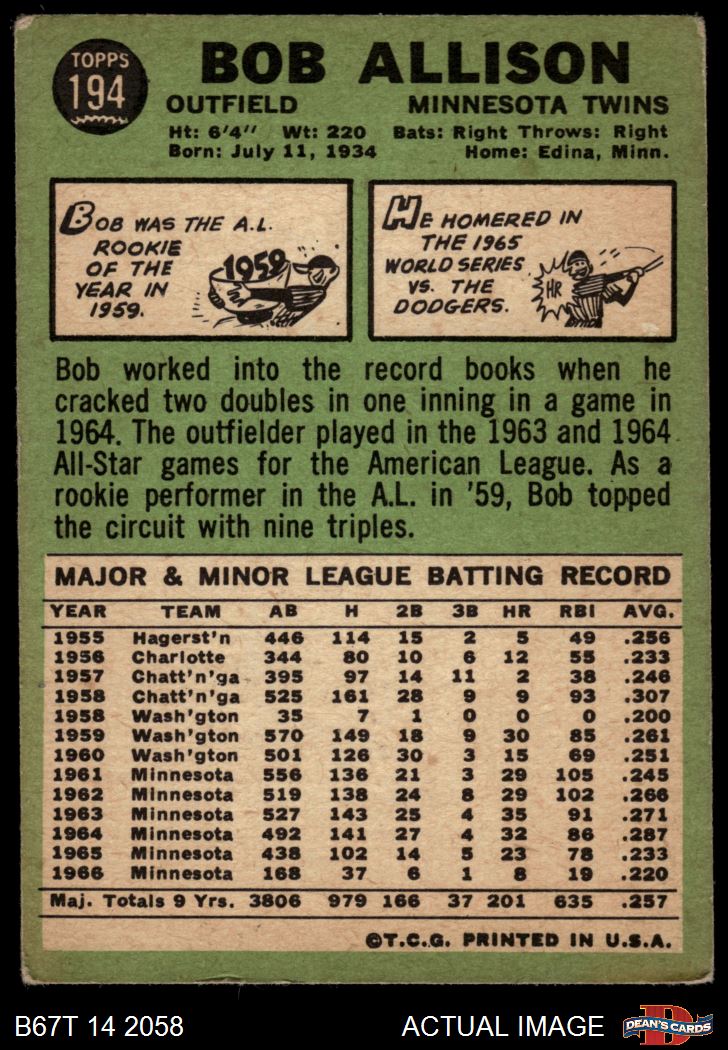 TOPPS
194
BOB ALLISON
OUTFIELD MINNESOTA TWINS
Ht: 6'4" Wt: 220 Bats: Right Throws: Right
Born: July 11, 1934 Home: Edina, Minn.
BOB WAS THE A.L.
ROOKIE
OF THE
YEAR IN
1959.
1959
HE HOMERED IN
THE 1965
WORLD SERIES
VS. THE
DODGERS.
HR
Bob worked into the record books when he
cracked two doubles in one inning in a game in
1964. The outfielder played in the 1963 and 1964
All-Star games for the American League. As a
rookie performer in the A.L. in '59, Bob topped
the circuit with nine triples.
MAJOR & MINOR LEAGUE BATTING RECORD
YEAR TEAM AB H 2B 3B HR RBI AVG.
1955 Hagerst'n 446 114 15 2 5 49 .256
1956 Charlotte 344 80 10 6 12 55 .233
1957 Chatt'n'ga 395 97 14 11 2 38 .246
1958 Chatt'n'ga 525 161 28 9 9 93 .307
1958 Wash'gton 35 7 1 0 0 0 .200
1959 Wash'gton 570 149 18 9 30 85 .261
1960 Wash'gton 501 126 30 3 15 69 .251
1961 Minnesota 556 136 21 3 29 105 .245
1962 Minnesota 519 138 24 8 29 102 .266
1963 Minnesota 527 143 25 4 35 91 .271
1964 Minnesota 492 141 27 4 32 86 .287
1965 Minnesota 438 102 14 5 23 78 .233
1966 Minnesota 168 37 6 1 8 19 .220
Maj. Totals 9 Yrs. 3806 979 166 37 201 635 .257
©T.C.G. PRINTED IN U.S.A.
B67T 14 2058 ACTUAL IMAGE
D
DEAN'S CARDS